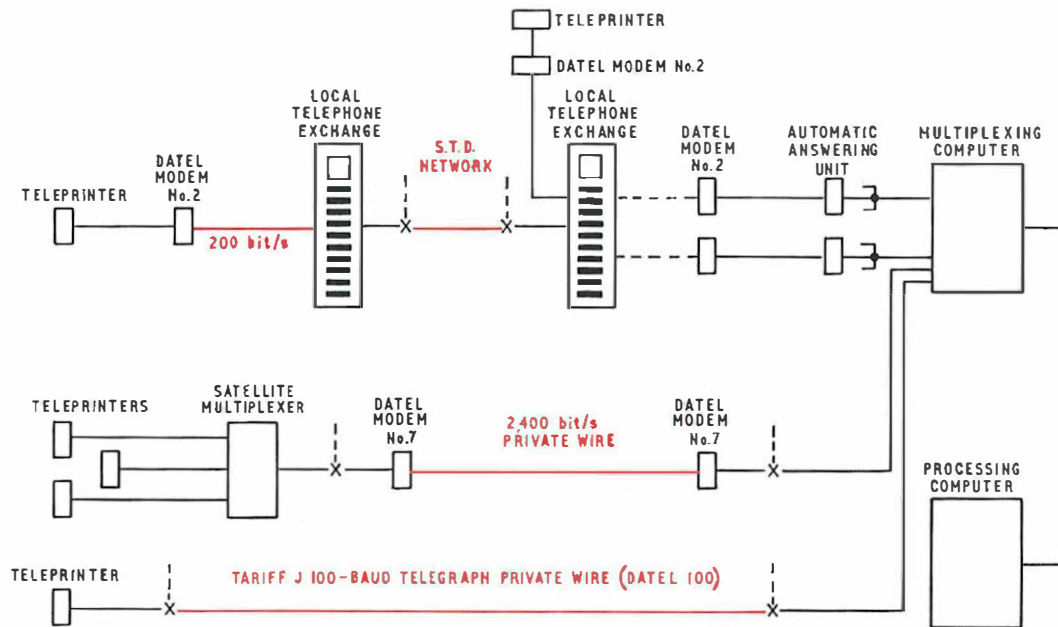 TELEPRINTER
DATEL MODEM No.2
LOCAL
TELEPHONE
EXCHANGE
LOCAL
TELEPHONE
EXCHANGE
S.T.D.
NETWORK
DATEL
MODEM
No.2
DATEL
MODEM
No.2
AUTOMATIC
ANSWERING
UNIT
MULTIPLEXING
COMPUTER
TELEPRINTER
200 bit/s
TELEPRINTERS
SATELLITE
MULTIPLEXER
DATEL
MODEM
No.7
2,400 bit/s
PRIVATE WIRE
DATEL
MODEM
No.7
PROCESSING
COMPUTER
TELEPRINTER
TARIFF J 100-BAUD TELEGRAPH PRIVATE WIRE (DATEL 100)